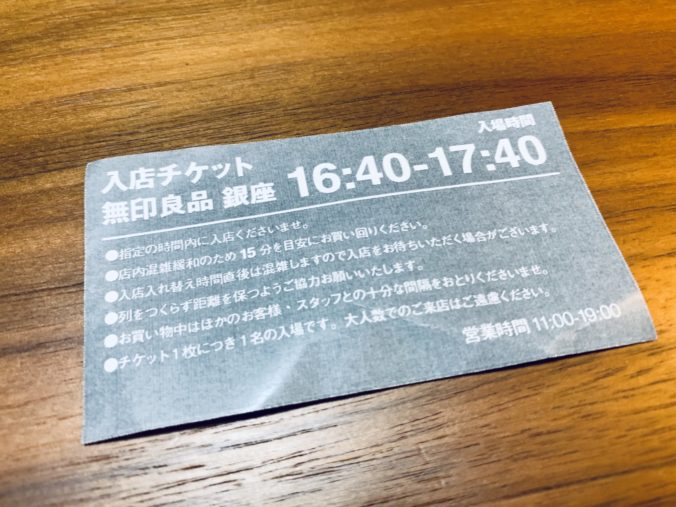 入店チケット
無印良品 銀座
入場時間
16:40-17:40
●指定の時間内に入店くださいませ。
●店内混雑緩和のため15分を目安にお買い回りください。
●入店入れ替え時間直後は混雑しますので入店をお待ちいただく場合がございます。
●列をつくらず距離を保つようご協力お願いいたします。
●お買い物中はほかのお客様・スタッフとの十分な間隔をおとりくださいませ。
●チケット1枚につき1名の入場です。大人数でのご来店はご遠慮ください。
営業時間 11:00-19:00